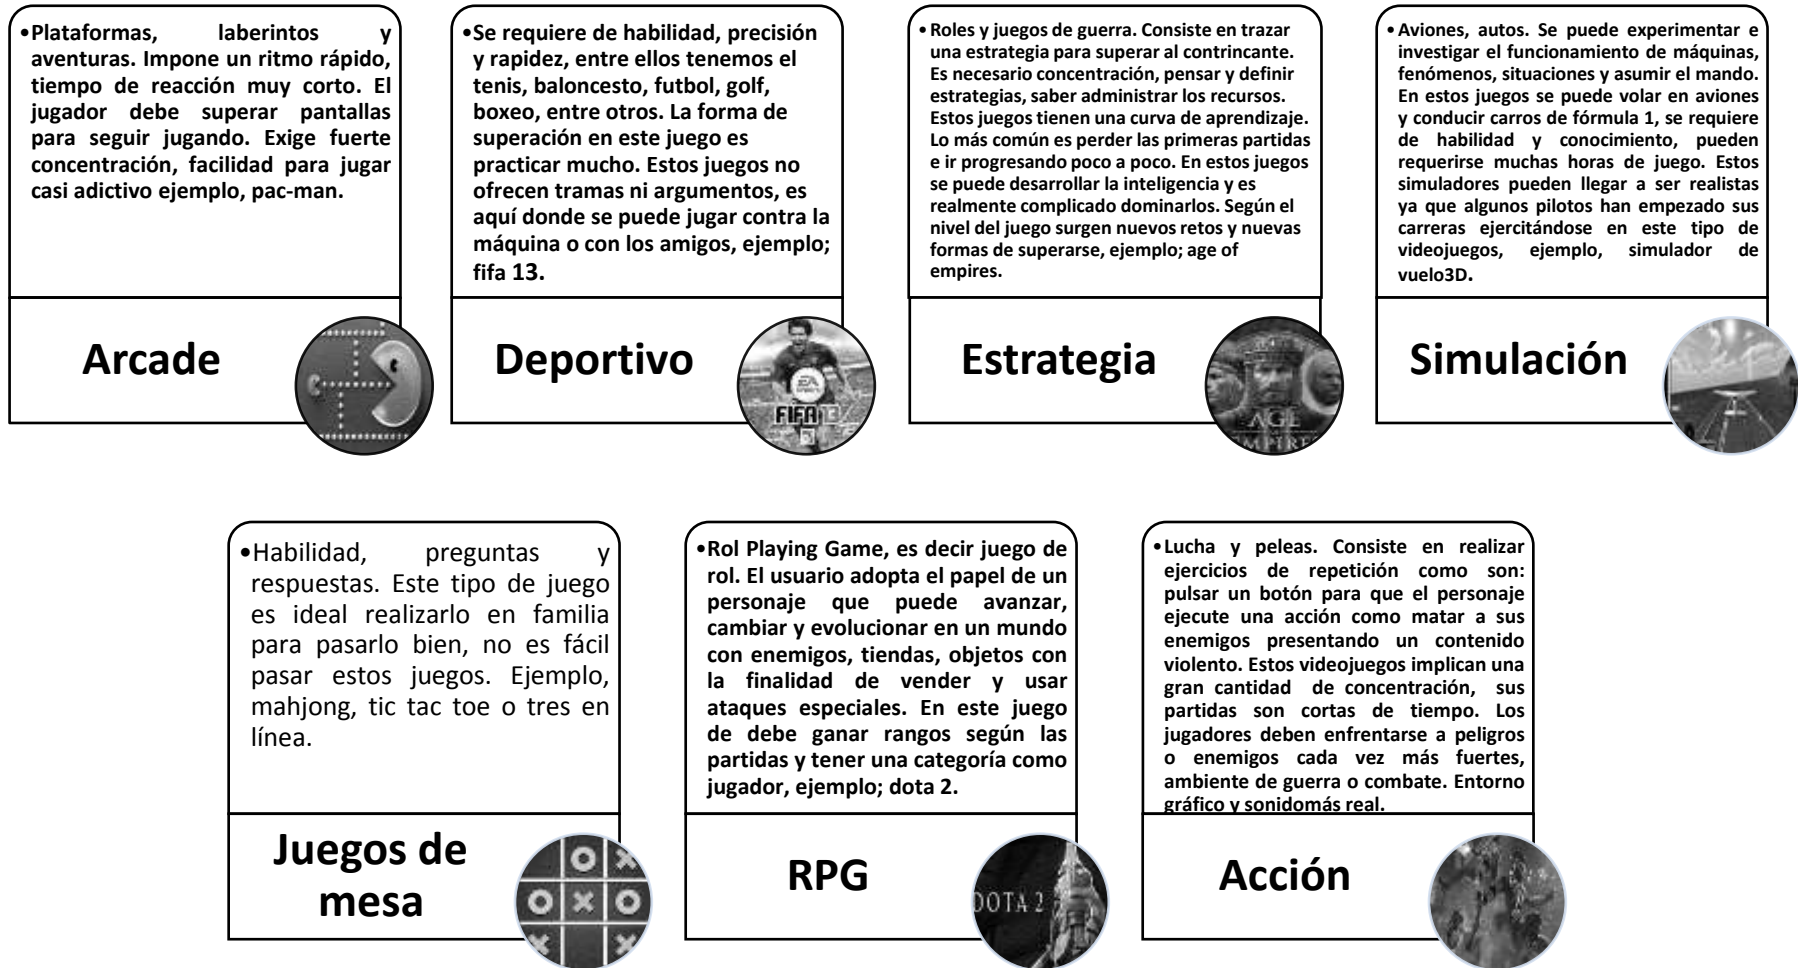 •Plataformas, laberintos y
aventuras. Impone un ritmo rápido,
tiempo de reacción muy corto. El
jugador debe superar pantallas
para seguir jugando. Exige fuerte
concentración, facilidad para jugar
casi adictivo ejemplo, pac-man.
Arcade
•Se requiere de habilidad, precisión
y rapidez, entre ellos tenemos el
tenis, baloncesto, futbol, golf,
boxeo, entre otros. La forma de
superación en este juego es
practicar mucho. Estos juegos no
ofrecen tramas ni argumentos, es
aquí donde se puede jugar contra la
máquina o con los amigos, ejemplo;
fifa 13.
Deportivo
EA
FIFA 13
•Roles y juegos de guerra. Consiste en trazar
una estrategia para superar al contrincante.
Es necesario concentración, pensar y definir
estrategias, saber administrar los recursos.
Estos juegos tienen una curva de aprendizaje.
Lo más común es perder las primeras partidas
e ir progresando poco a poco. En estos juegos
se puede desarrollar la inteligencia y es
realmente complicado dominarlos. Según el
nivel del juego surgen nuevos retos y nuevas
formas de superarse, ejemplo; age of
empires.
Estrategia
AGE
MPIRE
•Aviones, autos. Se puede experimentar e
investigar el funcionamiento de máquinas,
fenómenos, situaciones y asumir el mando.
En estos juegos se puede volar en aviones
y conducir carros de fórmula 1, se requiere
de habilidad y conocimiento, pueden
requerirse muchas horas de juego. Estos
simuladores pueden llegar a ser realistas
ya que algunos pilotos han empezado sus
carreras ejercitándose en este tipo de
videojuegos, ejemplo, simulador de
vuelo3D.
Simulación
•Habilidad, preguntas y
respuestas. Este tipo de juego
es ideal realizarlo en familia
para pasarlo bien, no es fácil
pasar estos juegos. Ejemplo,
mahjong, tic tac toe o tres en
línea.
Juegos de
mesa
•Rol Playing Game, es decir juego de
rol. El usuario adopta el papel de un
personaje que puede avanzar,
cambiar y evolucionar en un mundo
con enemigos, tiendas, objetos con
la finalidad de vender y usar
ataques especiales. En este juego
de debe ganar rangos según las
partidas y tener una categoría como
jugador, ejemplo; dota 2.
RPG
DOTA 2
•Lucha y peleas. Consiste en realizar
ejercicios de repetición como son:
pulsar un botón para que el personaje
ejecute una acción como matar a sus
enemigos presentando un contenido
violento. Estos videojuegos implican una
gran cantidad de concentración, sus
partidas son cortas de tiempo. Los
jugadores deben enfrentarse a peligros
o enemigos cada vez más fuertes,
ambiente de guerra o combate. Entorno
gráfico y sonidomás real.
Acción